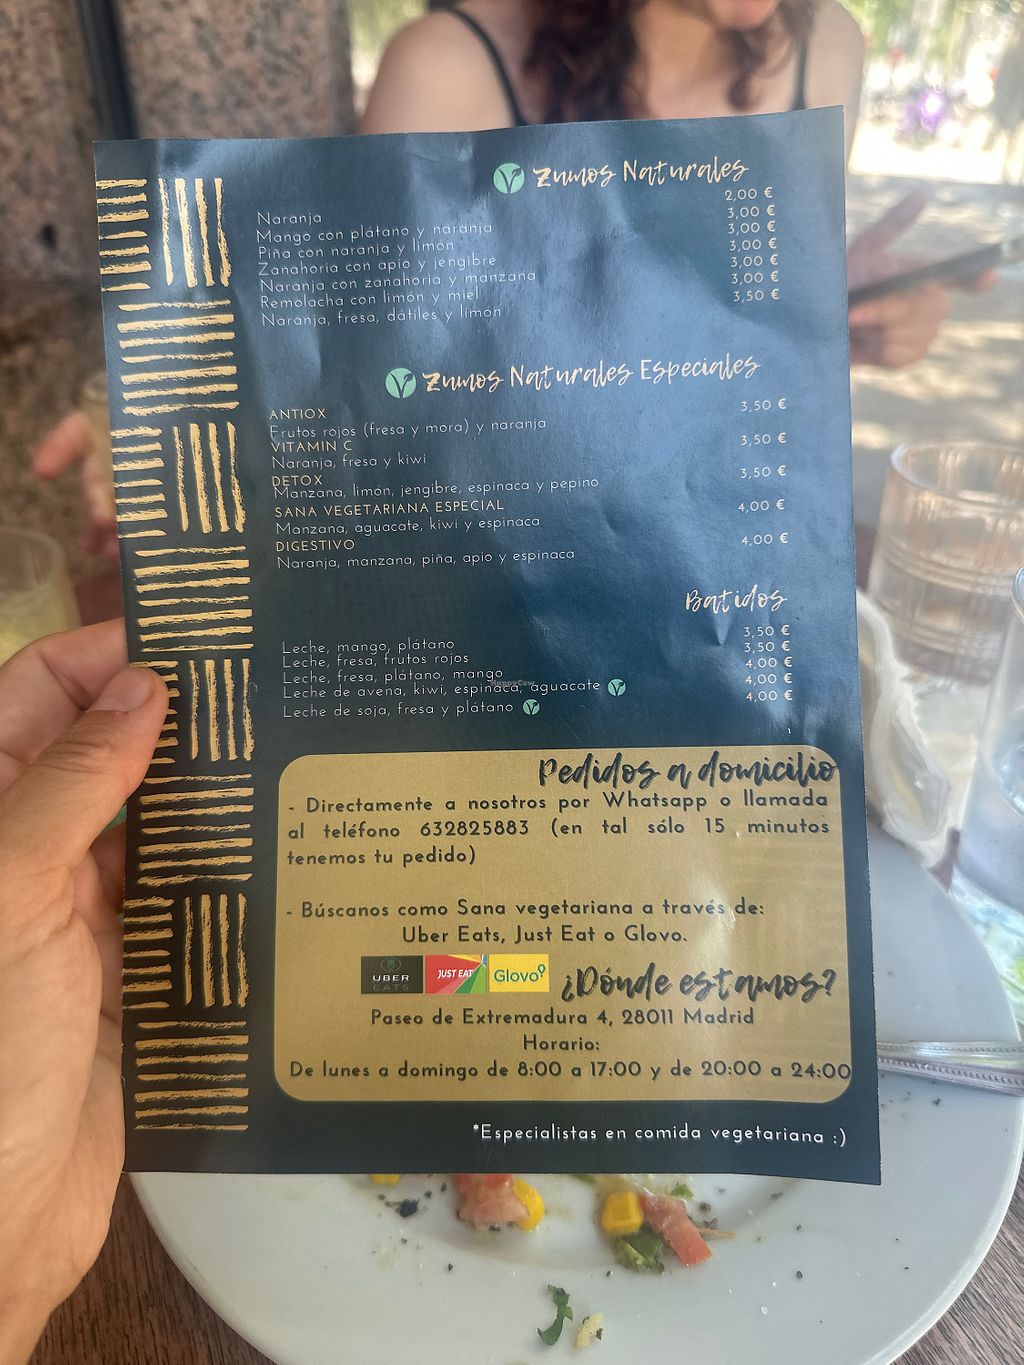 Zumos Naturales
Naranja 2,00 €
Mango con plátano y naranja 3,00 €
Piña con naranja y limón 3,00 €
Zanahoria con apio y jengibre 3,00 €
Naranja con zanahoria y manzana 3,00 €
Remolacha con limón y miel 3,00 €
Naranja, fresa, dátiles y limon 3,50 €
Zumos Naturales Especiales
ANTIOX 3,50 €
Frutos rojos (fresa y mora) y naranja
VITAMIN C 3,50 €
Naranja, fresa y kiwi
DETOX 3,50 €
Manzana, limón, jengibre, espinaca y pepino
SANA VEGETARIANA ESPECIAL 4,00 €
Manzana, aguacate, kiwi y espinaca
DIGESTIVO 4,00 €
Naranja, manzana, piña, apio y espinaca
Batidos
Leche, mango, plátano 3,50 €
Leche, fresa, frutos rojos 3,50 €
Leche, fresa, plátano, mango 4,00 €
HappyCow
Leche de avena, kiwi, espinaca, aguacate 4,00 €
Leche de soja, fresa y plátano 4,00 €
Pedidos a domicilio
- Directamente a nosotros por Whatsapp o llamada
al teléfono 632825883 (en tal sólo 15 minutos
tenemos tu pedido)
- Búscanos como Sana vegetariana a través de:
Uber Eats, Just Eat o Glovo.
UBER EATS JUST EAT Glovo
¿Dónde estamos?
Paseo de Extremadura 4, 28011 Madrid
Horario:
De lunes a domingo de 8:00 a 17:00 y de 20:00 a 24:00
*Especialistas en comida vegetariana :)